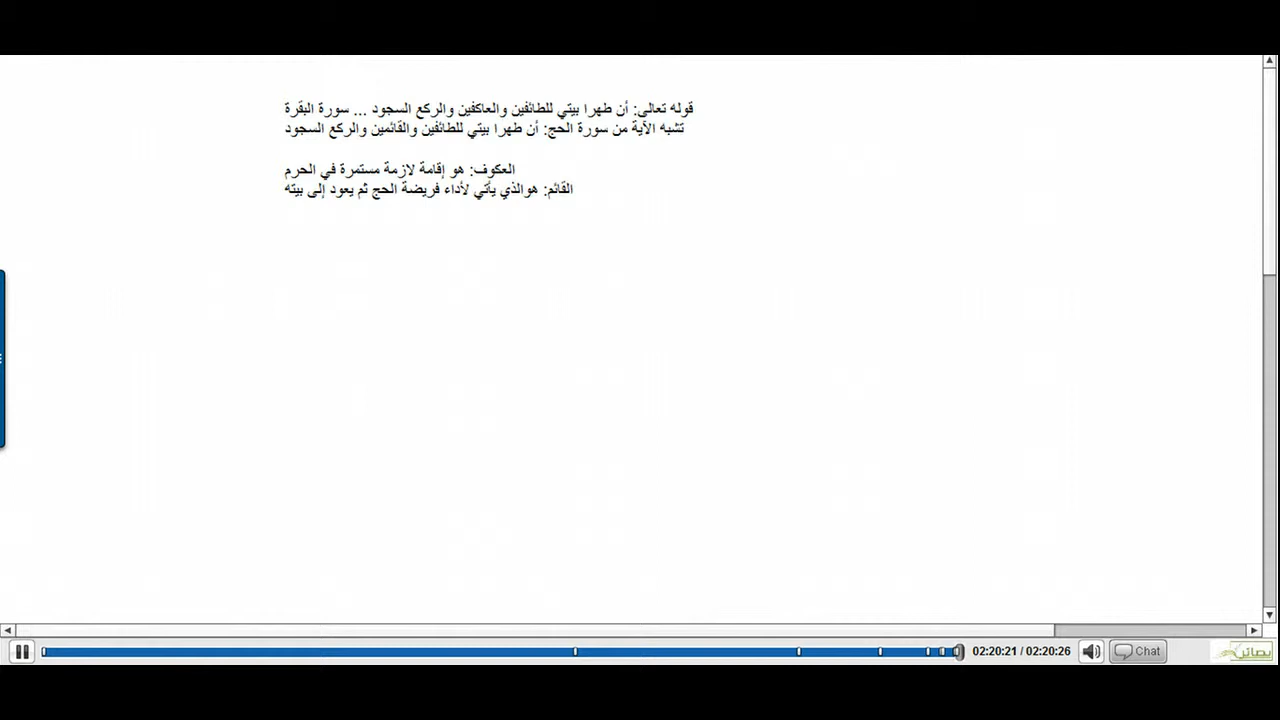 قوله تعالى: أن طهرا بيتي للطائفين والعاكفين والركع السجود ... سورة البقرة
تشبه الآية من سورة الحج: أن طهرا بيتي للطائفين والقائمين والركع السجود
العكوف: هو إقامة لازمة مستمرة في الحرم
القائم: هوالذي يأتي لأداء فريضة الحج ثم يعود إلى بيته
02:20:21 / 02:20:26
Chat
بصائر